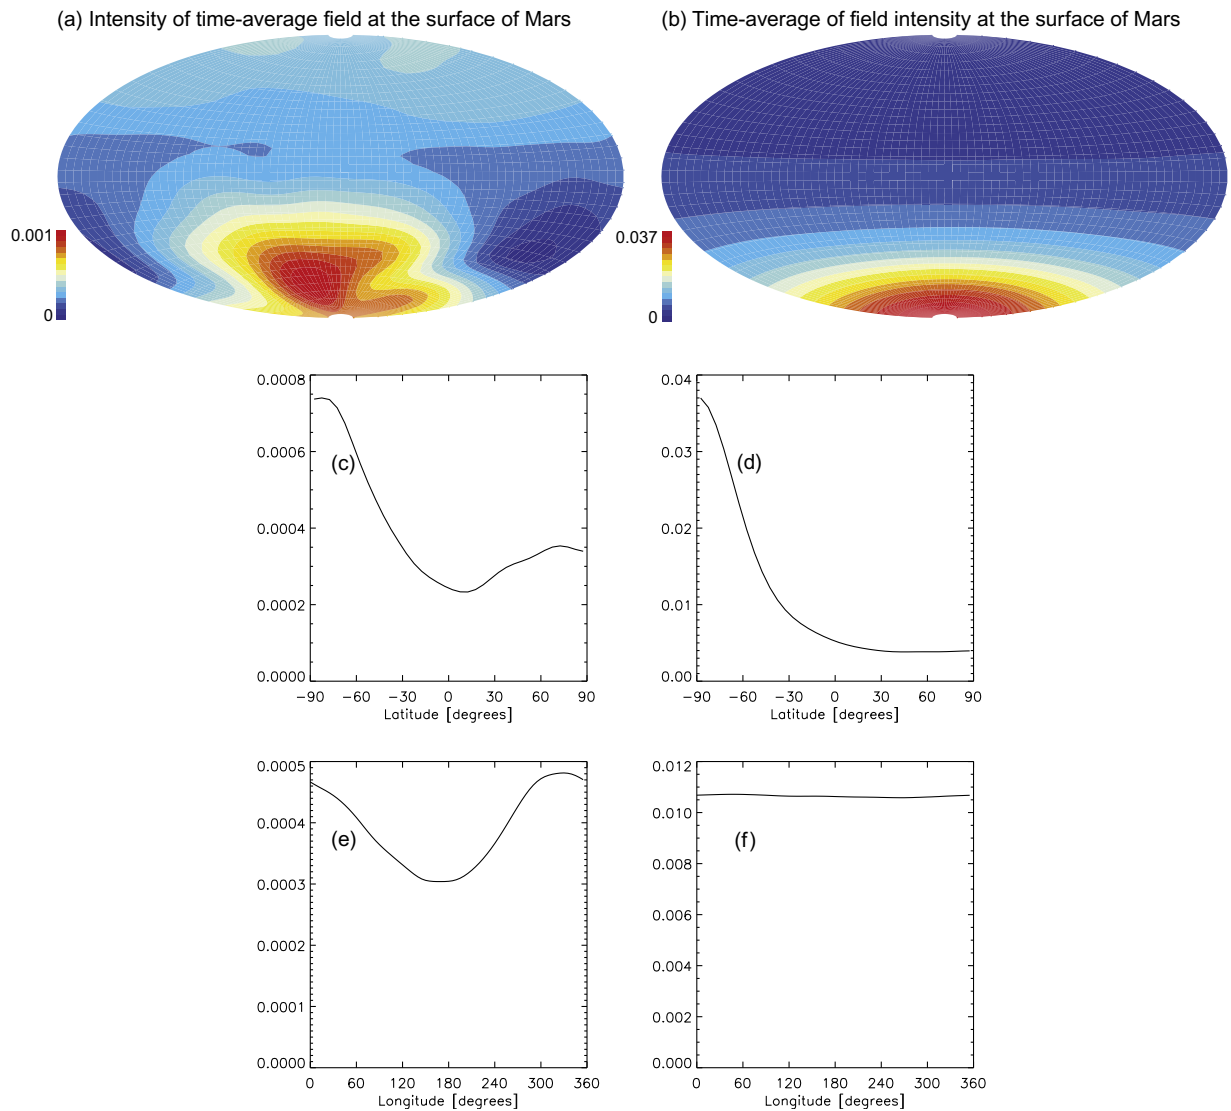 (a) Intensity of time-average field at the surface of Mars
(b) Time-average of field intensity at the surface of Mars
0.001
0
0.037
0
0.0008
0.0006
0.0004
0.0002
0.0000
(c)
−90 −60 −30 0 30 60 90
Latitude [degrees]
0.04
0.03
0.02
0.01
0.00
(d)
−90 −60 −30 0 30 60 90
Latitude [degrees]
0.0005
0.0004
0.0003
0.0002
0.0001
0.0000
(e)
0 60 120 180 240 300 360
Longitude [degrees]
0.012
0.010
0.008
0.006
0.004
0.002
0.000
(f)
0 60 120 180 240 300 360
Longitude [degrees]